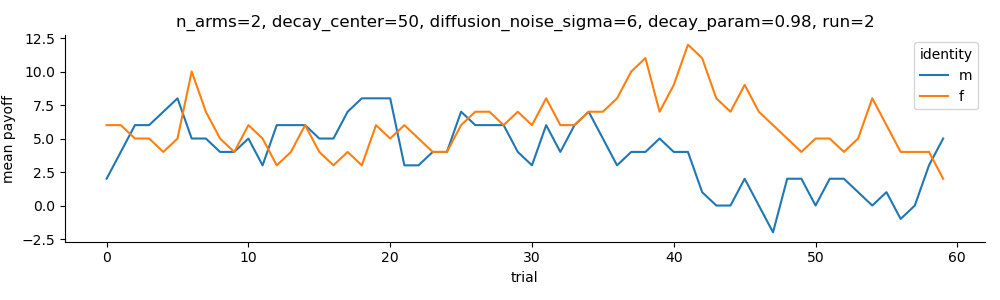 n_arms=2, decay_center=50, diffusion_noise_sigma=6, decay_param=0.98, run=2
identity
m
f
mean payoff
12.5
10.0
7.5
5.0
2.5
0.0
−2.5
0 10 20 30 40 50 60
trial